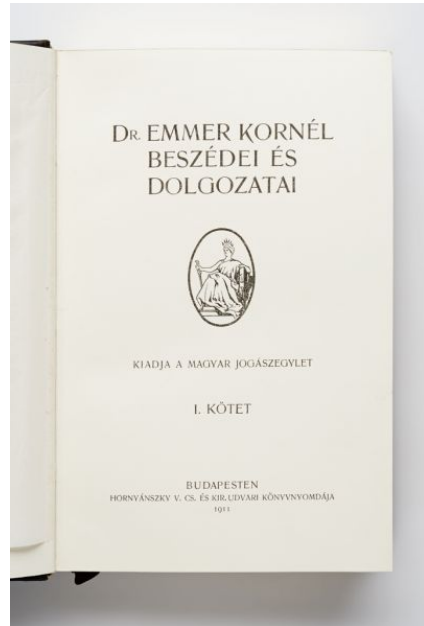 DR. EMMER KORNÉL
BESZÉDEI ÉS
DOLGOZATAI
KIADJA A MAGYAR JOGÁSZEGYLET
I. KÖTET
BUDAPESTEN
HORNYÁNSZKY V. CS. ÉS KIR. UDVARI KÖNYVNYOMDÁJA
1911